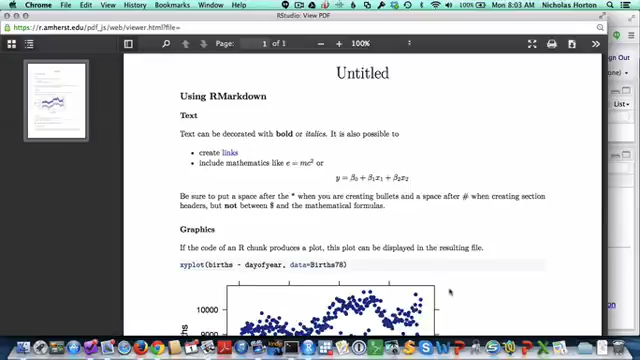 Chrome File Edit View History Bookmarks Window Help 100% Mon 8:03 AM Nicholas Horton
RStudio: View PDF
https://r.amherst.edu/pdf_js/web/viewer.html?file=
Page: 1 of 1 100%
Sign Out
List
Untitled
Using RMarkdown
Text
Text can be decorated with bold or italics. It is also possible to
• create links
• include mathematics like e = mc² or
y = β₀ + β₁x₁ + β₂x₂
Be sure to put a space after the * when you are creating bullets and a space after # when creating section
headers, but not between $ and the mathematical formulas.
Graphics
If the code of an R chunk produces a plot, this plot can be displayed in the resulting file.
xyplot(births ~ dayofyear, data=Births78)
10000
9000